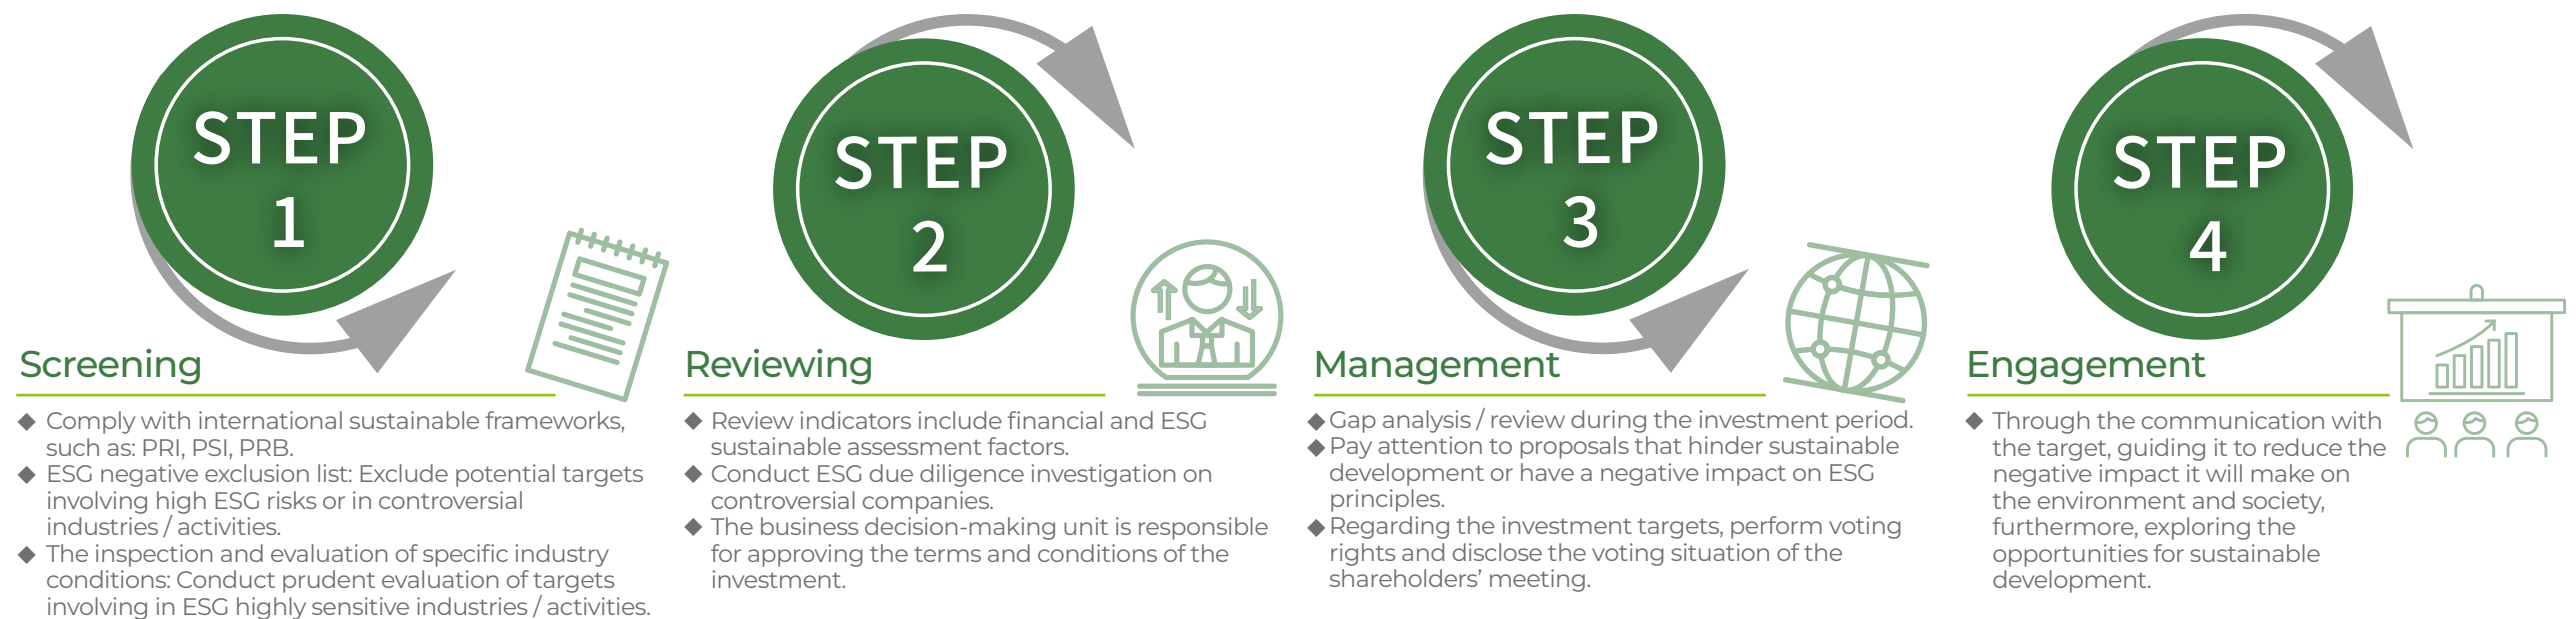 STEP
1
Screening
◆ Comply with international sustainable frameworks,
such as: PRI, PSI, PRB.
◆ ESG negative exclusion list: Exclude potential targets
involving high ESG risks or in controversial
industries / activities.
◆ The inspection and evaluation of specific industry
conditions: Conduct prudent evaluation of targets
involving in ESG highly sensitive industries / activities.
STEP
2
Reviewing
◆ Review indicators include financial and ESG
sustainable assessment factors.
◆ Conduct ESG due diligence investigation on
controversial companies.
◆ The business decision-making unit is responsible
for approving the terms and conditions of the
investment.
STEP
3
Management
◆ Gap analysis / review during the investment period.
◆ Pay attention to proposals that hinder sustainable
development or have a negative impact on ESG
principles.
◆ Regarding the investment targets, perform voting
rights and disclose the voting situation of the
shareholders’ meeting.
STEP
4
Engagement
◆ Through the communication with
the target, guiding it to reduce the
negative impact it will make on
the environment and society,
furthermore, exploring the
opportunities for sustainable
development.